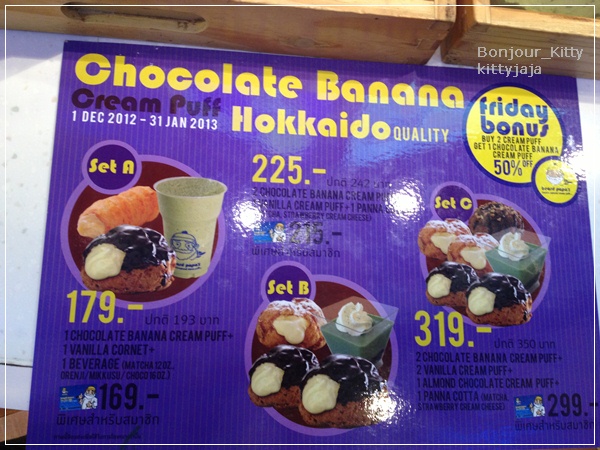 Bonjour_Kitty
kittyjaja
Chocolate Banana
Cream Puff
1 DEC 2012 - 31 JAN 2013
Hokkaido QUALITY
friday
bonus
BUY 2 CREAM PUFF
GET 1 CHOCOLATE BANANA
CREAM PUFF
50% OFF
Set A
179.-
ปกติ 193 บาท
1 CHOCOLATE BANANA CREAM PUFF+
1 VANILLA CORNET+
1 BEVERAGE (MATCHA 12OZ.,
ORENJI / MIKKUSU / CHOCO 16OZ.)
169.-
พิเศษสำหรับสมาชิก
225.-
ปกติ 242 บาท
2 CHOCOLATE BANANA CREAM PUFF
VANILLA CREAM PUFF+1 PANNA
STRAWBERRY CREAM CHEESE)
215.-
พิเศษสำหรับสมาชิก
Set B
Set C
319.-
ปกติ 350 บาท
2 CHOCOLATE BANANA CREAM PUFF+
2 VANILLA CREAM PUFF+
1 ALMOND CHOCOLATE CREAM PUFF+
1 PANNA COTTA (MATCHA,
STRAWBERRY CREAM CHEESE)
299.-
พิเศษสำหรับสมาชิก